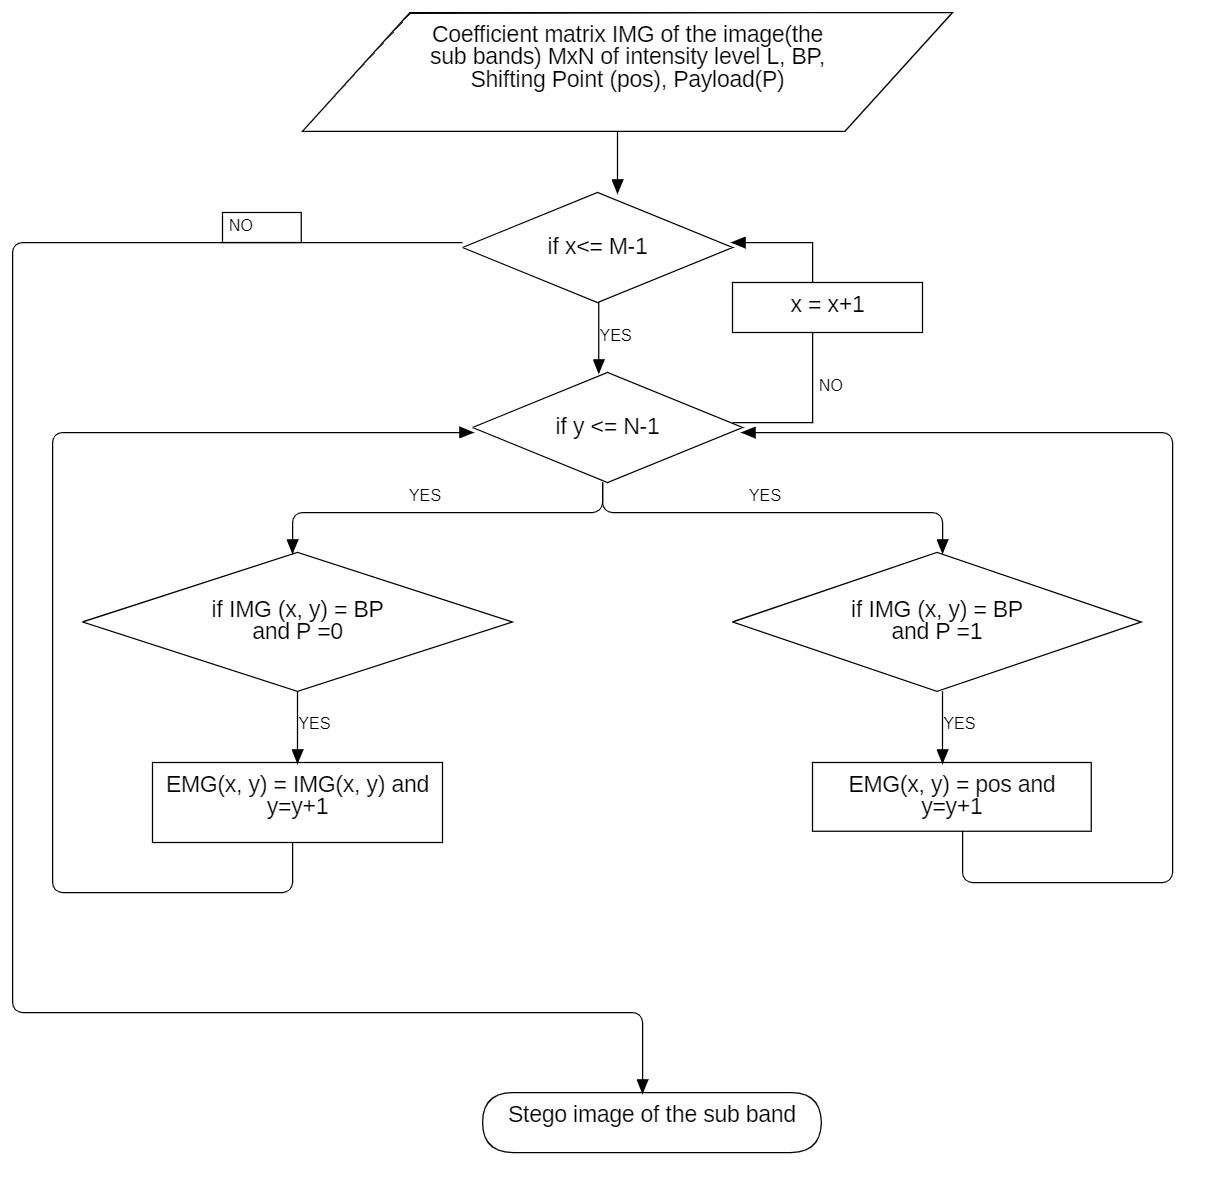 Coefficient matrix IMG of the image(the
sub bands) MxN of intensity level L, BP,
Shifting Point (pos), Payload(P)
NO
if x<= M-1
x = x+1
YES
NO
if y <= N-1
YES
YES
if IMG (x, y) = BP
and P =0
if IMG (x, y) = BP
and P =1
YES
YES
EMG(x, y) = IMG(x, y) and
y=y+1
EMG(x, y) = pos and
y=y+1
Stego image of the sub band